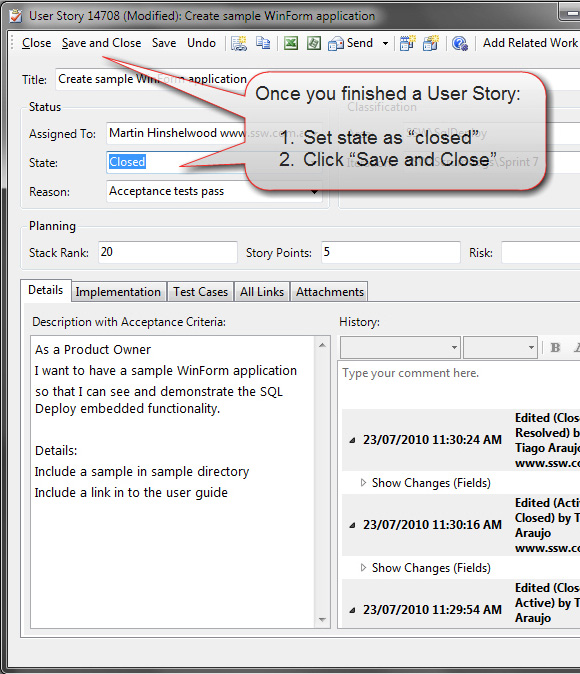 User Story 14708 (Modified): Create sample WinForm application
Close Save and Close Save Undo Send Add Related Work
Title: Create sample WinForm application
Once you finished a User Story:
1. Set state as “closed”
2. Click “Save and Close”
Status
Classification
Assigned To: Martin Hinshelwood www.ssw.com.a
State: Closed
Sprint 7
Reason: Acceptance tests pass
Planning
Stack Rank: 20 Story Points: 5 Risk:
Details Implementation Test Cases All Links Attachments
Description with Acceptance Criteria:
As a Product Owner
I want to have a sample WinForm application
so that I can see and demonstrate the SQL
Deploy embedded functionality.
Details:
Include a sample in sample directory
Include a link in to the user guide
History:
B A
Type your comment here.
23/07/2010 11:30:24 AM Edited (Clos
Resolved) b
Tiago Arauj
www.ssw.co
Show Changes (Fields)
23/07/2010 11:30:16 AM Edited (Acti
Closed) by T
Araujo
www.ssw.co
Show Changes (Fields)
23/07/2010 11:29:54 AM Edited (Clos
Active) by T
Araujo